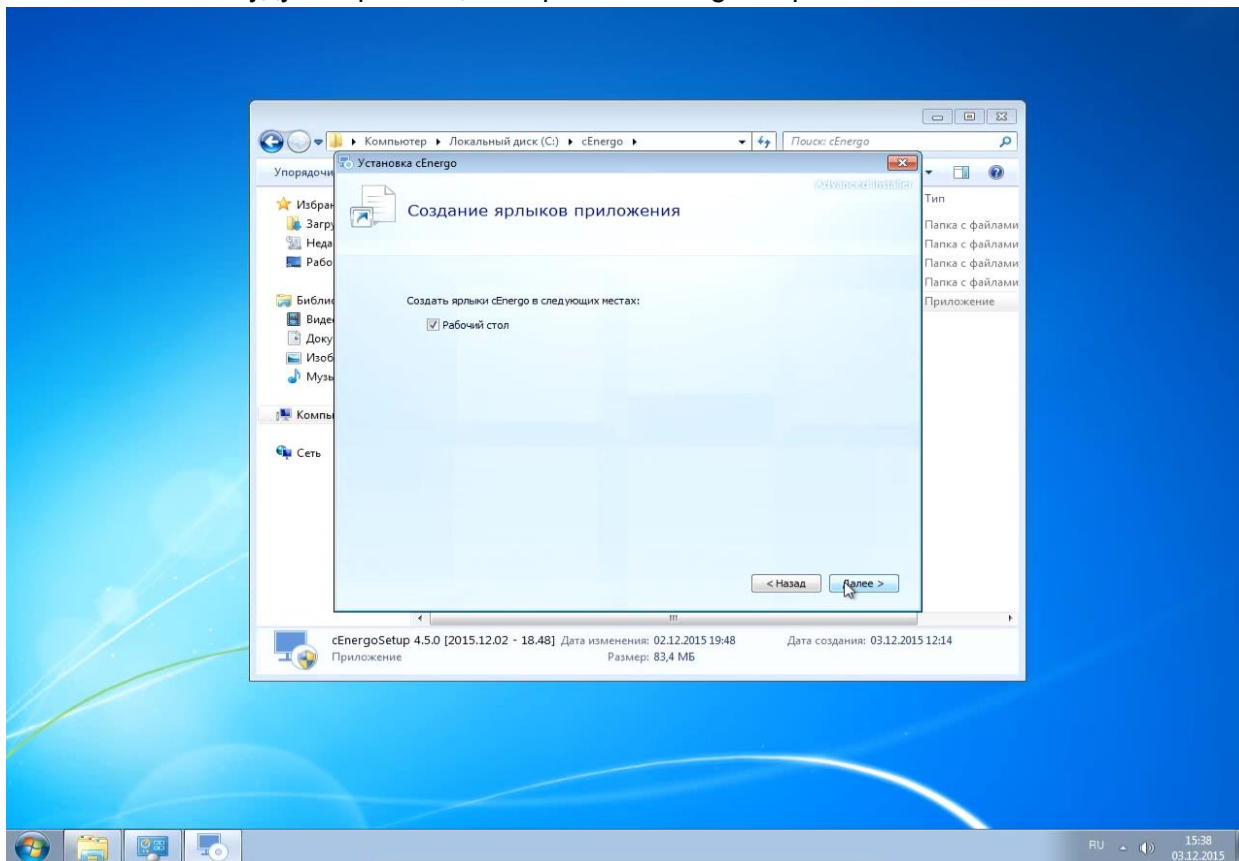 Компьютер ▸ Локальный диск (C:) ▸ cEnergo ▸
Поиск: cEnergo
Установка cEnergo
Advanced Installer
Создание ярлыков приложения
Тип
Папка с файлами
Папка с файлами
Папка с файлами
Папка с файлами
Приложение
Создать ярлыки cEnergo в следующих местах:
Рабочий стол
Сеть
< Назад
Далее >
cEnergoSetup 4.5.0 [2015.12.02 - 18.48] Дата изменения: 02.12.2015 19:48 Дата создания: 03.12.2015 12:14
Приложение Размер: 83,4 МБ
RU 15:38
03.12.2015